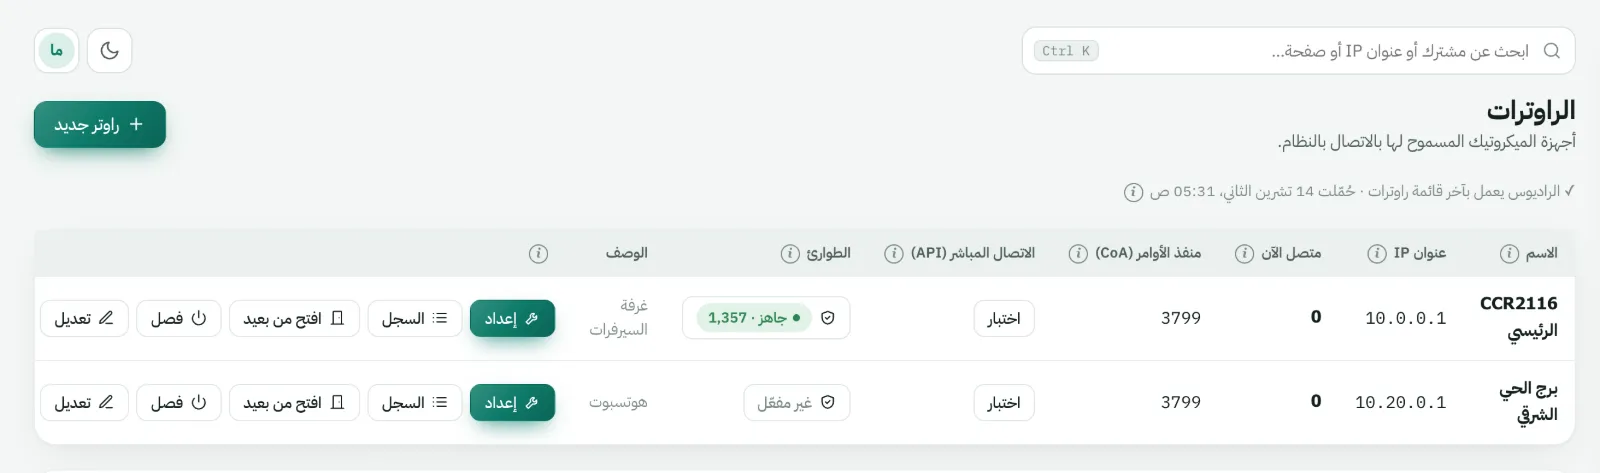 ابحث عن مشترك أو عنوان IP أو صفحة...
Ctrl K
ما
الراوترات
أجهزة الميكروتيك المسموح لها بالاتصال بالنظام.
+ راوتر جديد
✓ الراديوس يعمل بآخر قائمة راوترات · حُمّلت 14 تشرين الثاني، 05:31 ص
الاسم عنوان IP متصل الآن منفذ الأوامر (CoA) الاتصال المباشر (API) الطوارئ الوصف
CCR2116 الرئيسي 10.0.0.1 0 3799 اختبار جاهز · 1,357 غرفة السيرفرات إعداد السجل افتح من بعيد فصل تعديل
برج الحي الشرقي 10.20.0.1 0 3799 اختبار غير مفعّل هوتسبوت إعداد السجل افتح من بعيد فصل تعديل